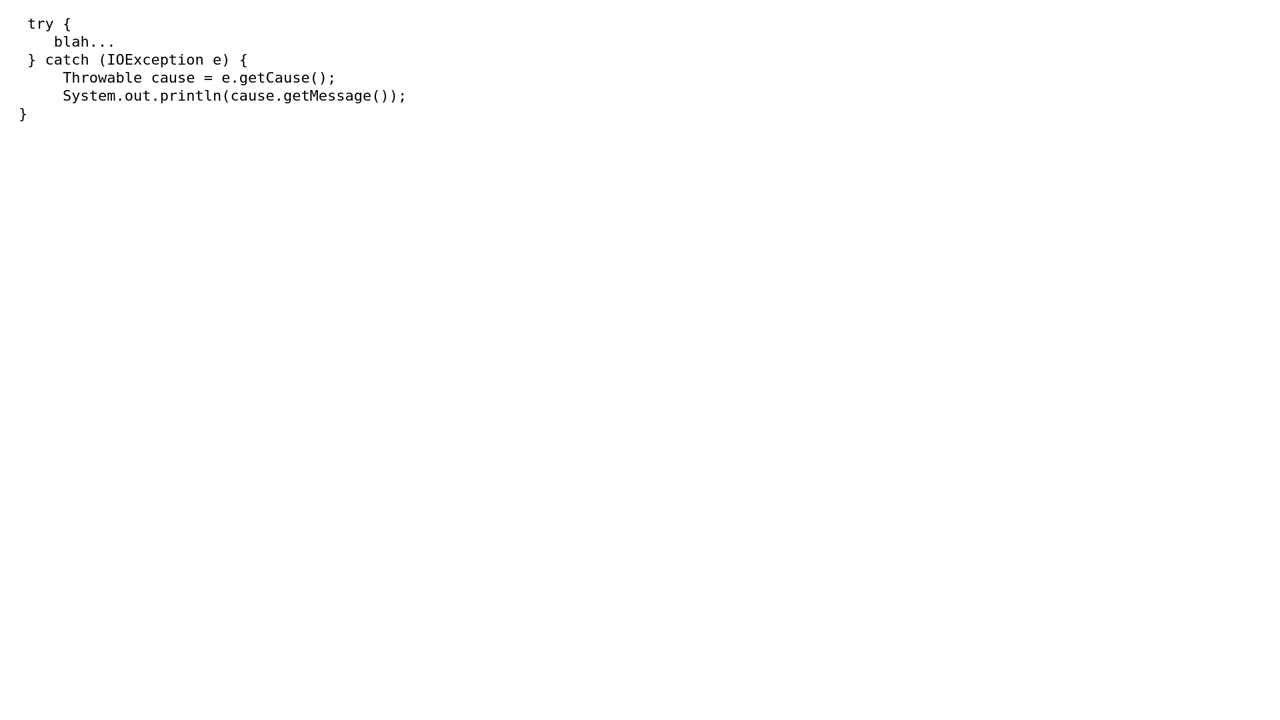 try {
blah...
} catch (IOException e) {
Throwable cause = e.getCause();
System.out.println(cause.getMessage());
}